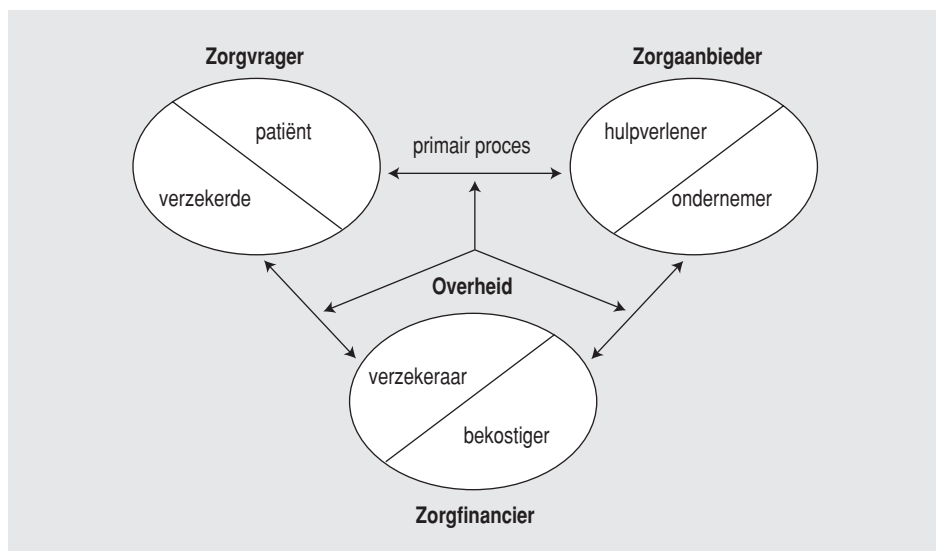 Zorgvrager
Zorgaanbieder
patiënt
verzekerde
primair proces
hulpverlener
ondernemer
Overheid
verzekeraar
bekostiger
Zorgfinancier